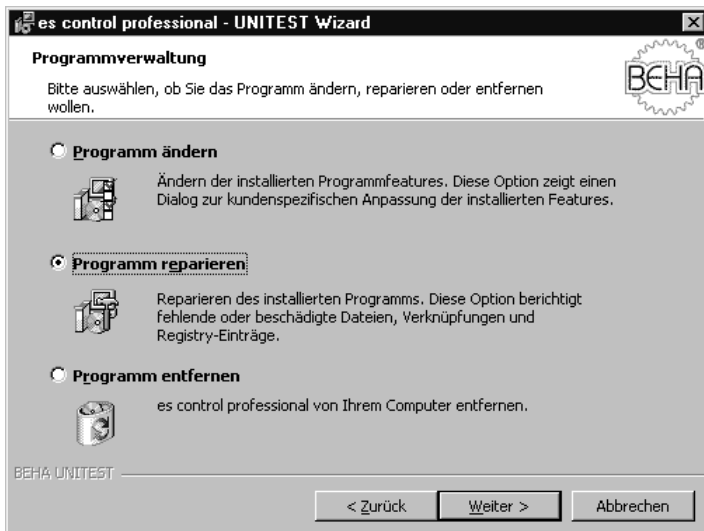 es control professional - UNITEST Wizard
Programmverwaltung
Bitte auswählen, ob Sie das Programm ändern, reparieren oder entfernen
wollen.
BEHA
®
Programm ändern
Ändern der installierten Programmfeatures. Diese Option zeigt einen
Dialog zur kundenspezifischen Anpassung der installierten Features.
Programm reparieren
Reparieren des installierten Programms. Diese Option berichtigt
fehlende oder beschädigte Dateien, Verknüpfungen und
Registry-Einträge.
Programm entfernen
es control professional von Ihrem Computer entfernen.
BEHA UNITEST
< Zurück
Weiter >
Abbrechen